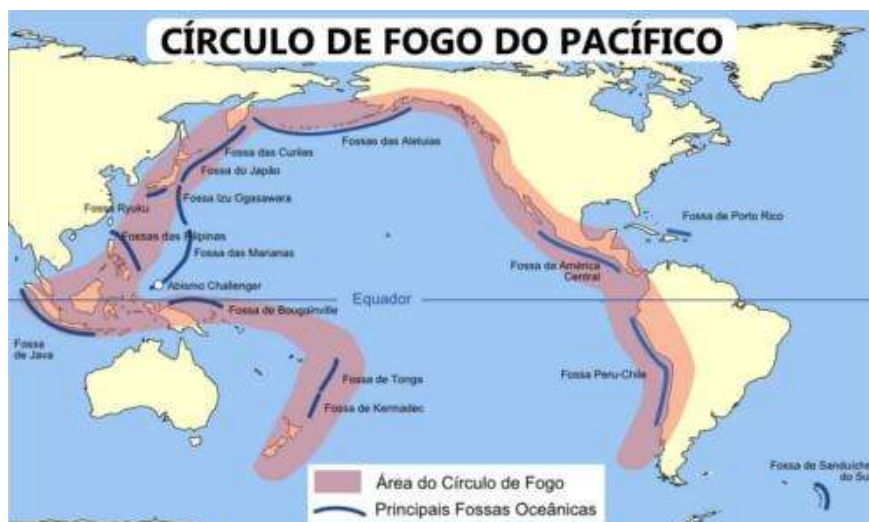 CÍRCULO DE FOGO DO PACÍFICO
Fossas das Aletuias
Fossa das Curilas
Fossa do Japão
Fossa Izu Ogasawara
Fossa Ryuku
Fossas das Filipinas
Fossa das Marianas
Abismo Challenger
Fossa de Porto Rico
Fossa da América
Central
Equador
Fossa de Bougainville
Fossa
de Java
Fossa de Tonga
Fossa de Kermadec
Fossa Peru-Chile
Fossa de Sanduíche
do Su
Área do Círculo de Fogo
Principais Fossas Oceânicas